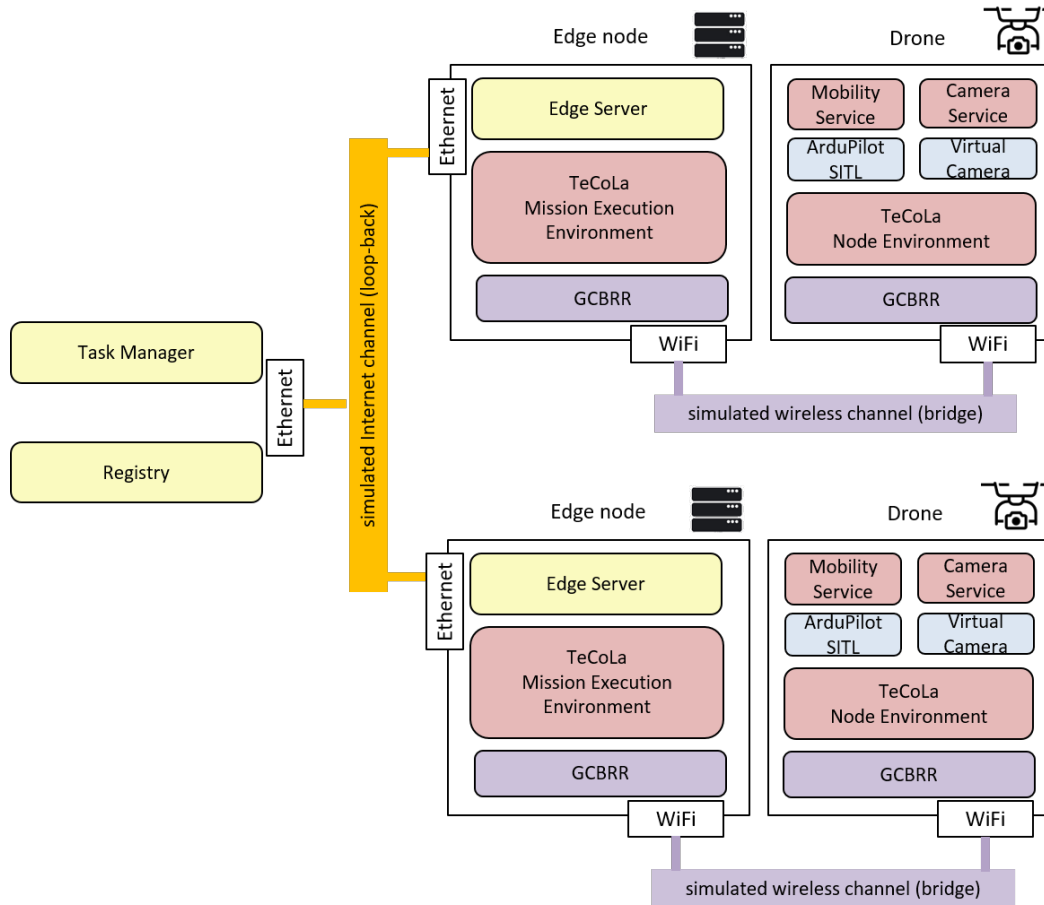 Edge node
Drone
Ethernet
Edge Server
TeCoLa
Mission Execution
Environment
GCBRR
WiFi
Mobility
Service
Camera
Service
ArduPilot
SITL
Virtual
Camera
TeCoLa
Node Environment
GCBRR
WiFi
simulated wireless channel (bridge)
simulated Internet channel (loop-back)
Task Manager
Registry
Ethernet
Edge node
Drone
Ethernet
Edge Server
TeCoLa
Mission Execution
Environment
GCBRR
WiFi
Mobility
Service
Camera
Service
ArduPilot
SITL
Virtual
Camera
TeCoLa
Node Environment
GCBRR
WiFi
simulated wireless channel (bridge)